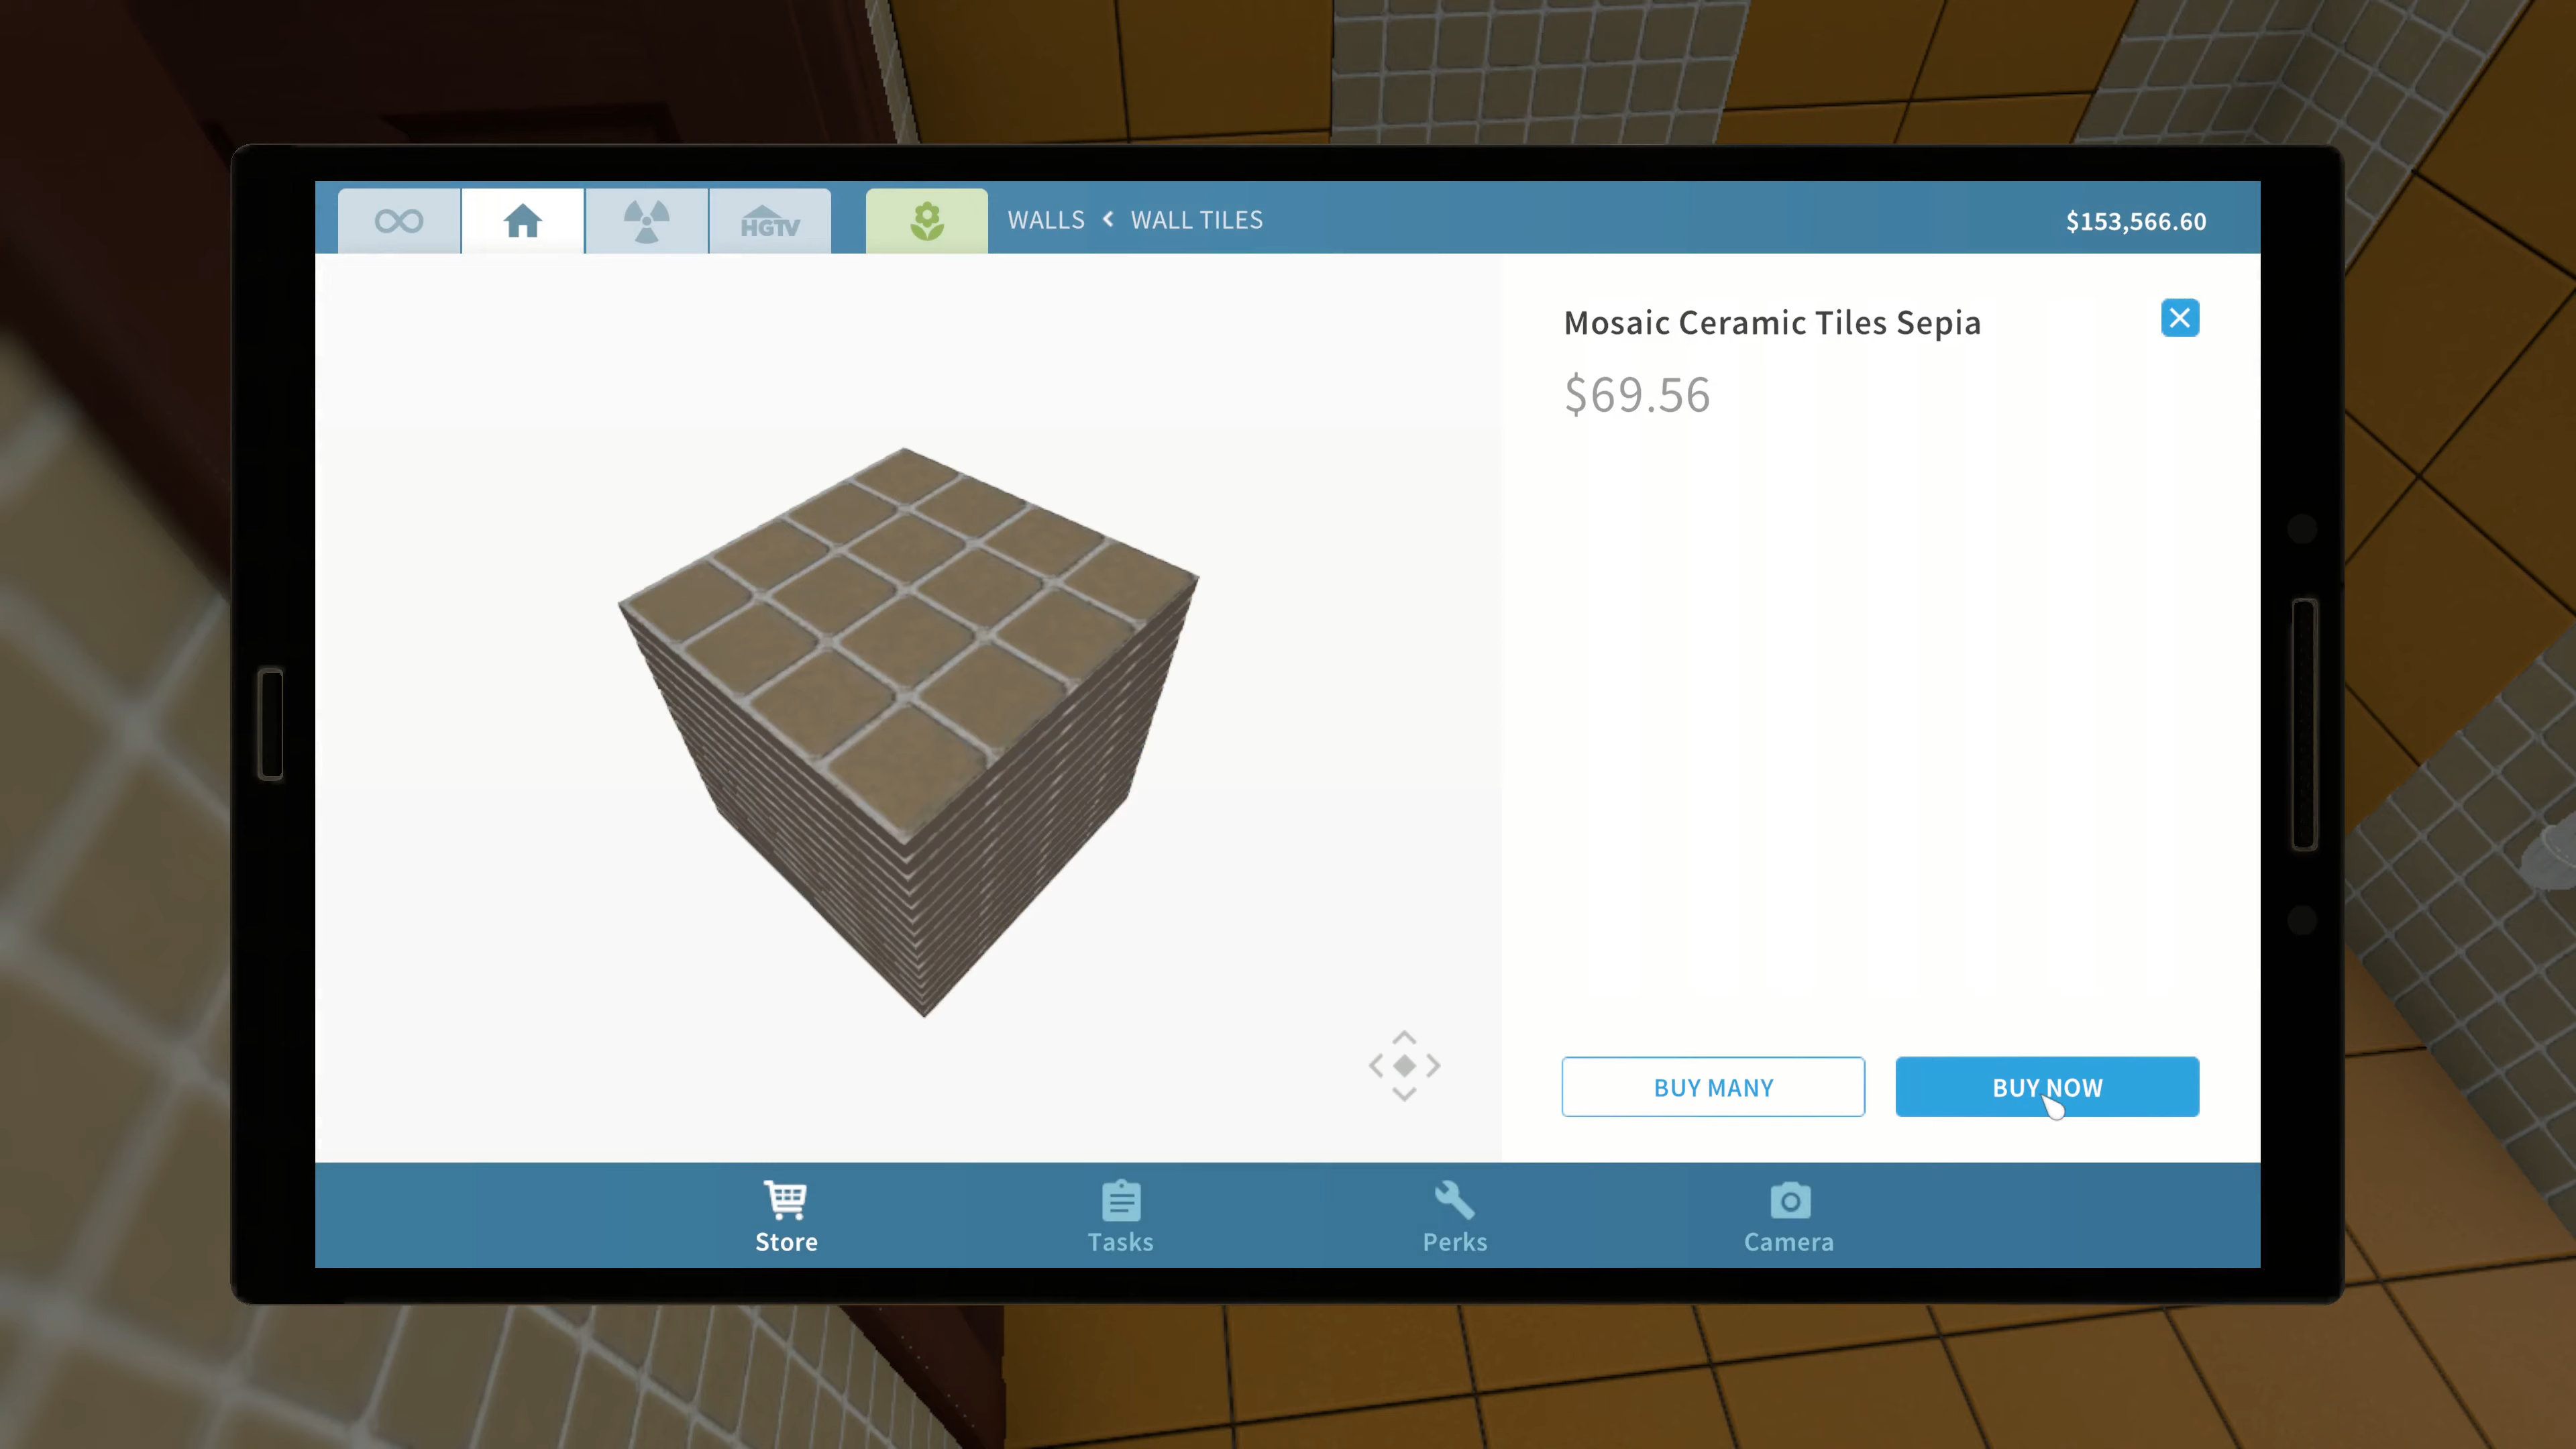 HGTV
WALLS < WALL TILES
$153,566.60
Mosaic Ceramic Tiles Sepia
$69.56
BUY MANY
BUY NOW
Store
Tasks
Perks
Camera